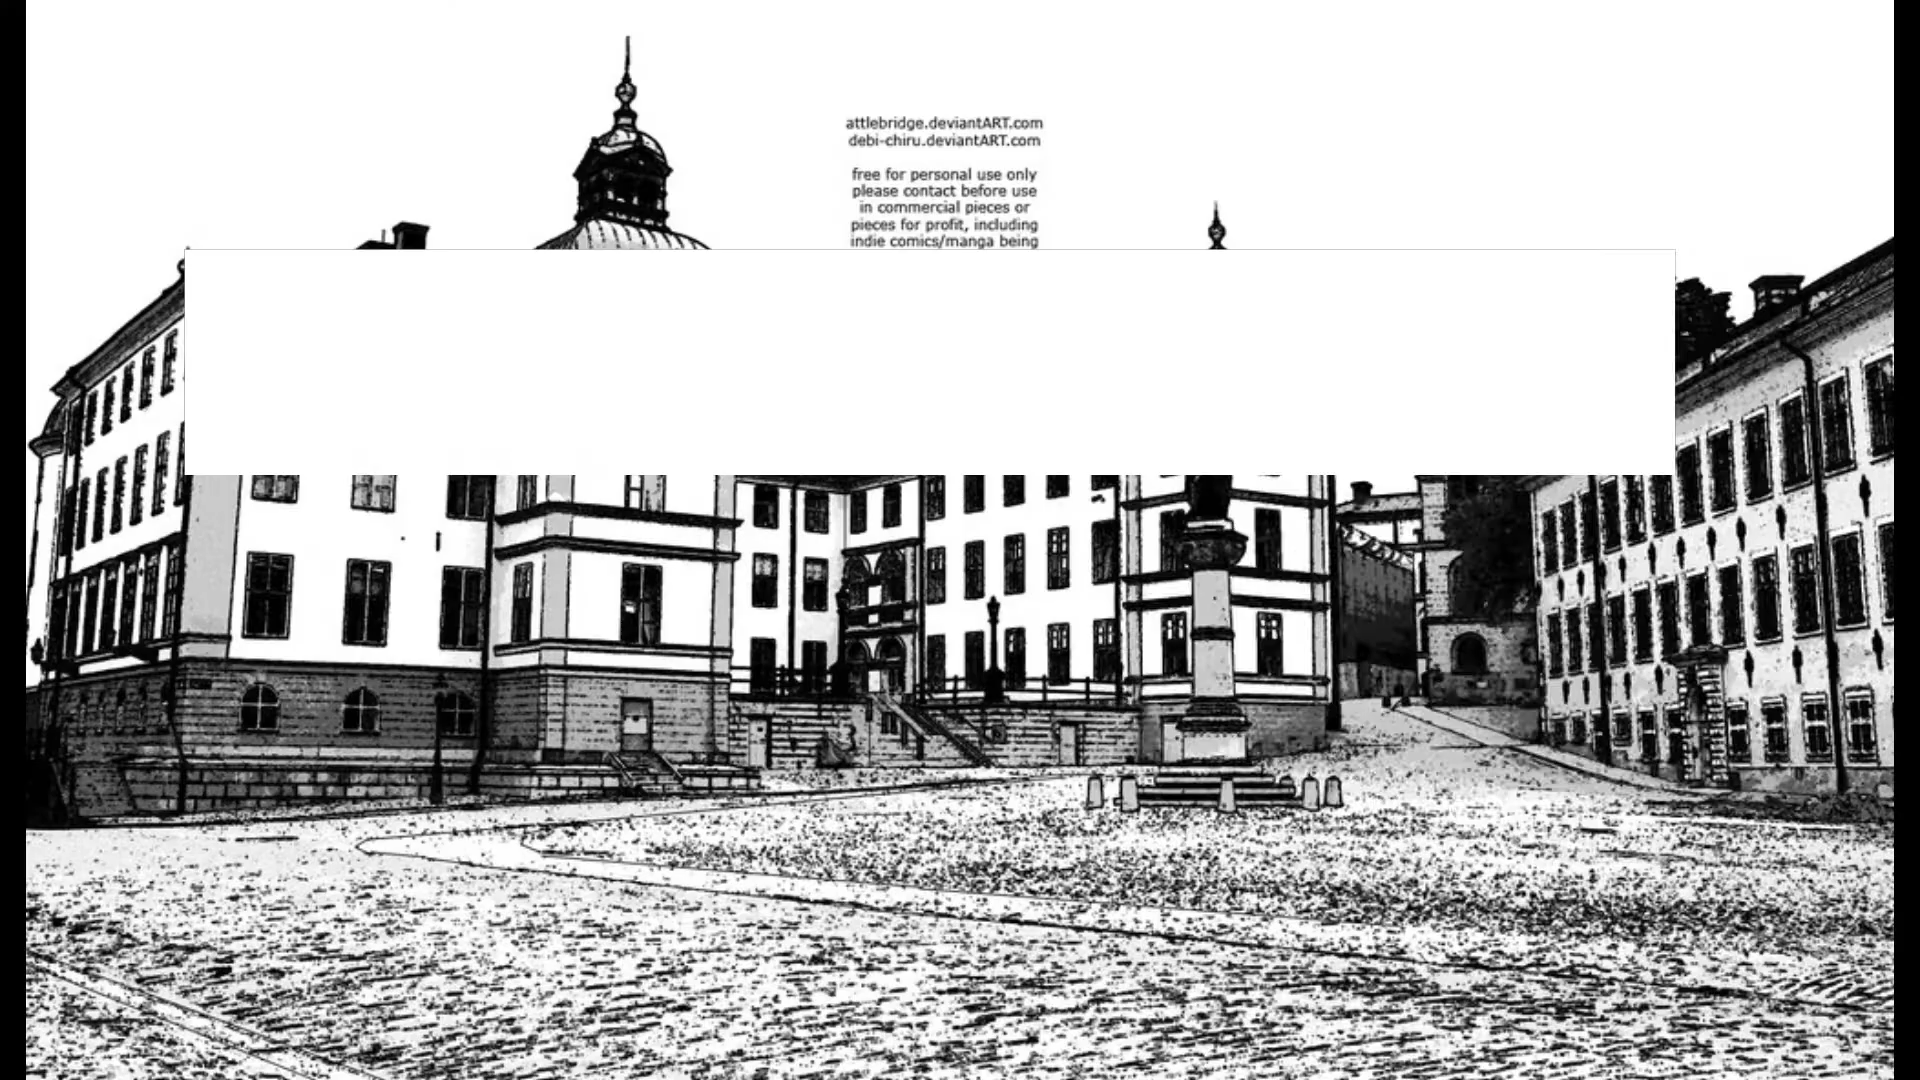 attlebridge.deviantART.com
debi-chiru.deviantART.com
free for personal use only
please contact before use
in commercial pieces or
pieces for profit, including
indie comics/manga being